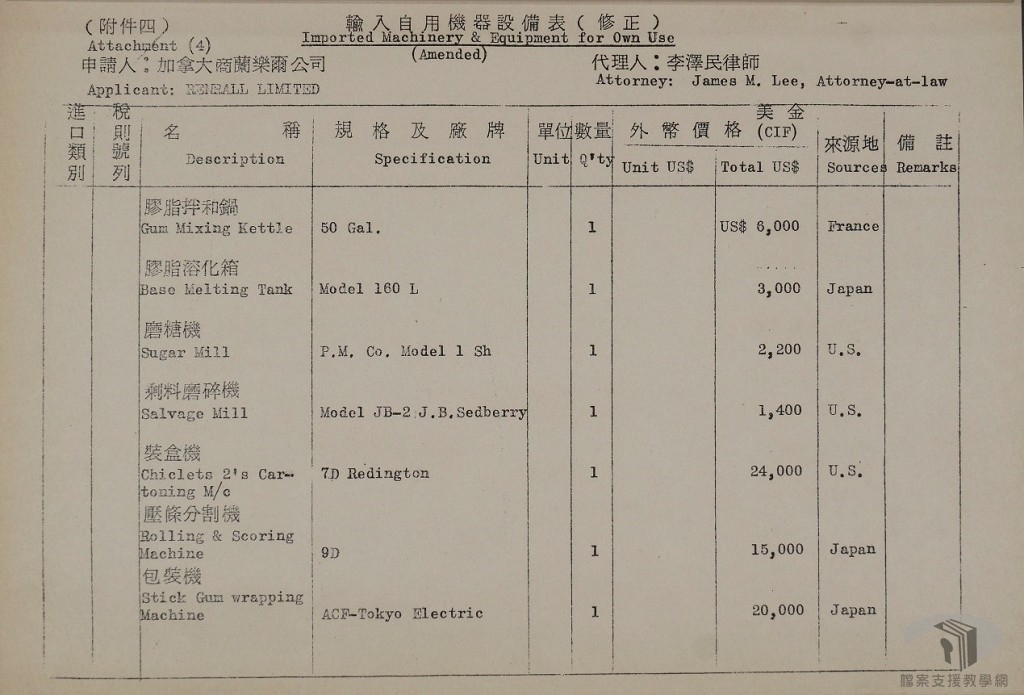 (附件四) 輸入自用機器設備表(修正)
Attachment (4) Imported Machinery & Equipment for Own Use
(Amended)
申請人：加拿大商蘭樂爾公司 代理人：李澤民律師
Applicant: RENRALL LIMITED Attorney: James M. Lee, Attorney-at-law
進口類別 稅則號列 名稱 規格及廠牌 單位 數量 外幣價格 美金(CIF) 來源地 備註
Description Specification Unit Q'ty Unit US$ Total US$ Sources Remarks
膠脂拌和鍋
Gum Mixing Kettle 50 Gal. 1 US$ 6,000 France
膠脂溶化箱
Base Melting Tank Model 160 L 1 3,000 Japan
磨糖機
Sugar Mill P.M. Co. Model 1 Sh 1 2,200 U.S.
剩料磨碎機
Salvage Mill Model JB-2 J.B.Sedberry 1 1,400 U.S.
裝盒機
Chiclets 2's Car- 7D Redington 1 24,000 U.S.
toning M/c
壓條分割機
Rolling & Scoring
Machine 9D 1 15,000 Japan
包裝機
Stick Gum wrapping
Machine ACF-Tokyo Electric 1 20,000 Japan
檔案支援教學網